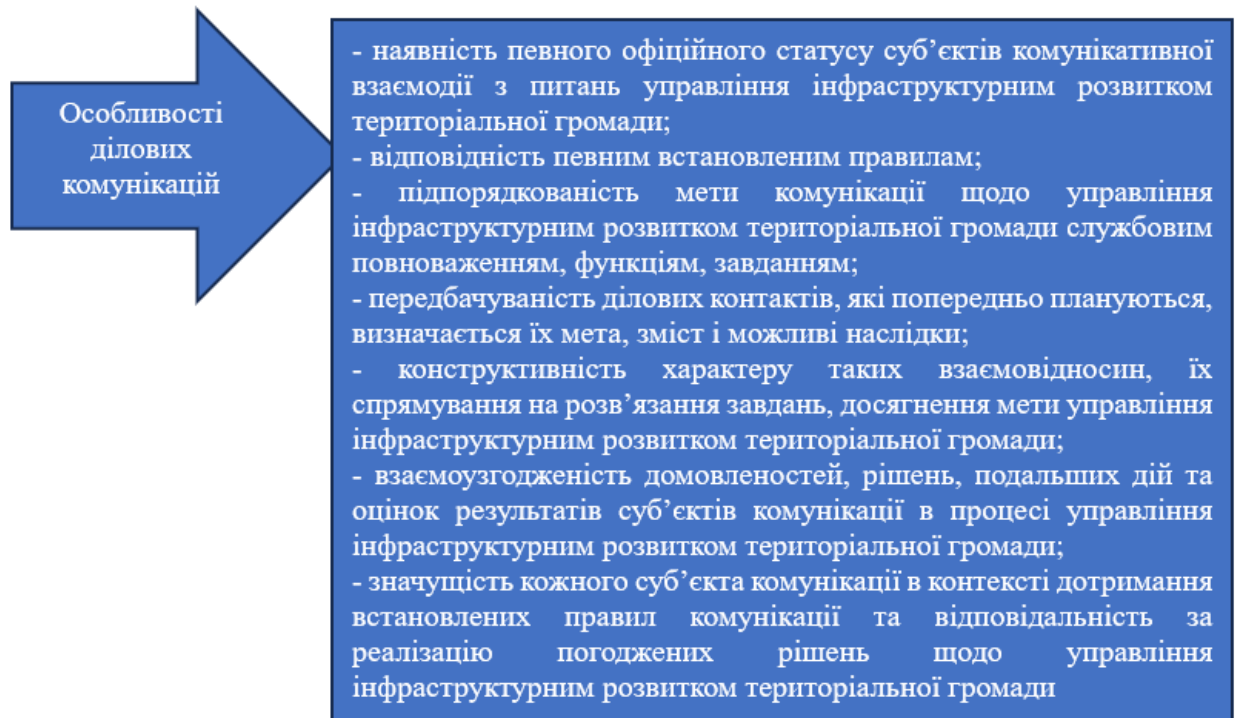 Особливості
ділових
комунікацій
- наявність певного офіційного статусу суб’єктів комунікативної
взаємодії з питань управління інфраструктурним розвитком
територіальної громади;
- відповідність певним встановленим правилам;
- підпорядкованість мети комунікації щодо управління
інфраструктурним розвитком територіальної громади службовим
повноваженням, функціям, завданням;
- передбачуваність ділових контактів, які попередньо плануються,
визначається їх мета, зміст і можливі наслідки;
- конструктивність характеру таких взаємовідносин, їх
спрямування на розв’язання завдань, досягнення мети управління
інфраструктурним розвитком територіальної громади;
- взаємоузгодженість домовленостей, рішень, подальших дій та
оцінок результатів суб’єктів комунікації в процесі управління
інфраструктурним розвитком територіальної громади;
- значущість кожного суб’єкта комунікації в контексті дотримання
встановлених правил комунікації та відповідальність за
реалізацію погоджених рішень щодо управління
інфраструктурним розвитком територіальної громади